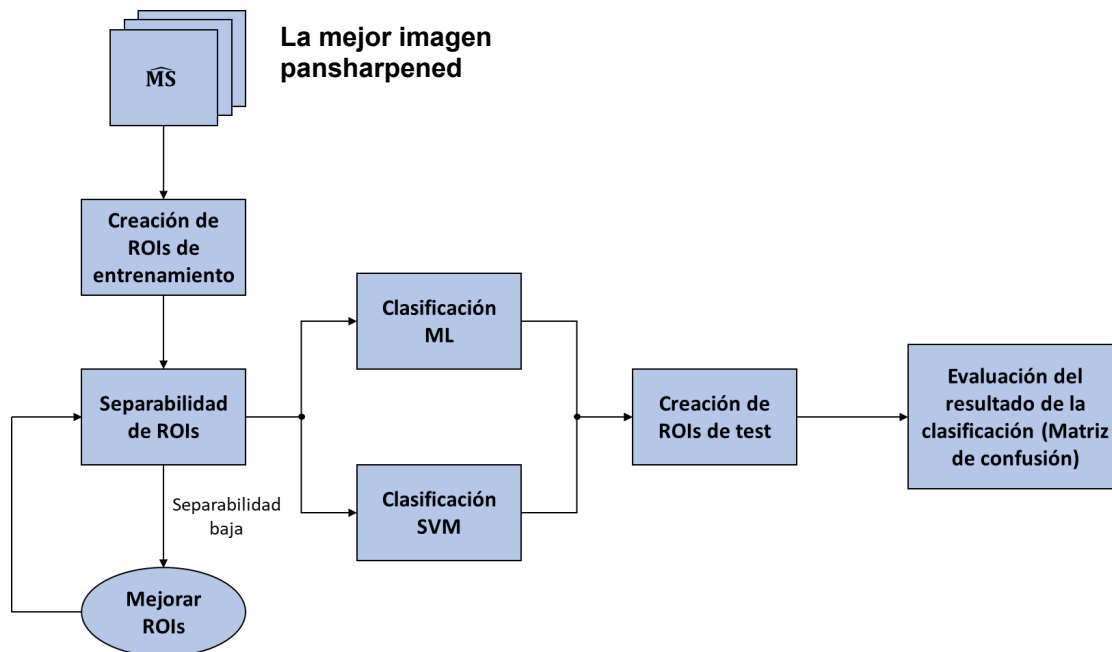 La mejor imagen
pansharpened
M̂S
Creación de
ROIs de
entrenamiento
Separabilidad
de ROIs
Separabilidad
baja
Mejorar
ROIs
Clasificación
ML
Clasificación
SVM
Creación de
ROIs de test
Evaluación del
resultado de la
clasificación (Matriz
de confusión)